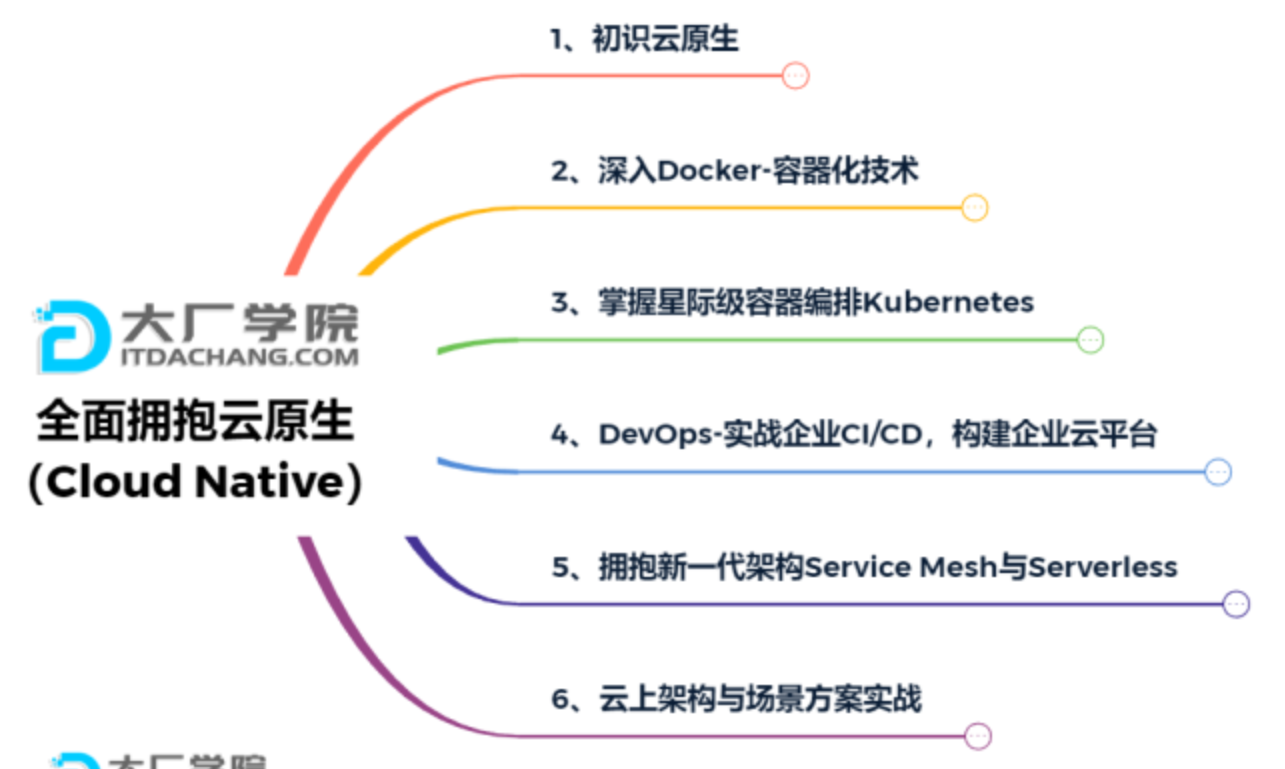 1、初识云原生
2、深入Docker-容器化技术
3、掌握星际级容器编排Kubernetes
大厂学院
ITDACHANG.COM
全面拥抱云原生
（Cloud Native）
4、DevOps-实战企业CI/CD，构建企业云平台
5、拥抱新一代架构Service Mesh与Serverless
6、云上架构与场景方案实战
大厂学院